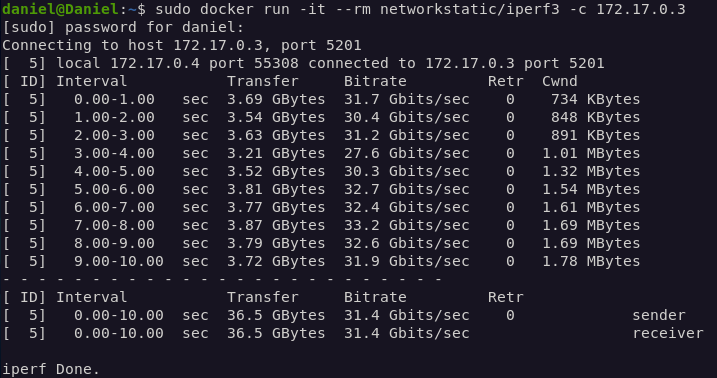 daniel@Daniel:~$ sudo docker run -it --rm networkstatic/iperf3 -c 172.17.0.3
[sudo] password for daniel:
Connecting to host 172.17.0.3, port 5201
[  5] local 172.17.0.4 port 55308 connected to 172.17.0.3 port 5201
[ ID] Interval           Transfer     Bitrate         Retr  Cwnd
[  5]   0.00-1.00   sec  3.69 GBytes  31.7 Gbits/sec    0    734 KBytes
[  5]   1.00-2.00   sec  3.54 GBytes  30.4 Gbits/sec    0    848 KBytes
[  5]   2.00-3.00   sec  3.63 GBytes  31.2 Gbits/sec    0    891 KBytes
[  5]   3.00-4.00   sec  3.21 GBytes  27.6 Gbits/sec    0   1.01 MBytes
[  5]   4.00-5.00   sec  3.52 GBytes  30.3 Gbits/sec    0   1.32 MBytes
[  5]   5.00-6.00   sec  3.81 GBytes  32.7 Gbits/sec    0   1.54 MBytes
[  5]   6.00-7.00   sec  3.77 GBytes  32.4 Gbits/sec    0   1.61 MBytes
[  5]   7.00-8.00   sec  3.87 GBytes  33.2 Gbits/sec    0   1.69 MBytes
[  5]   8.00-9.00   sec  3.79 GBytes  32.6 Gbits/sec    0   1.69 MBytes
[  5]   9.00-10.00  sec  3.72 GBytes  31.9 Gbits/sec    0   1.78 MBytes
- - - - - - - - - - - - - - - - - - - - - - - - -
[ ID] Interval           Transfer     Bitrate         Retr
[  5]   0.00-10.00  sec  36.5 GBytes  31.4 Gbits/sec    0             sender
[  5]   0.00-10.00  sec  36.5 GBytes  31.4 Gbits/sec                  receiver
iperf Done.